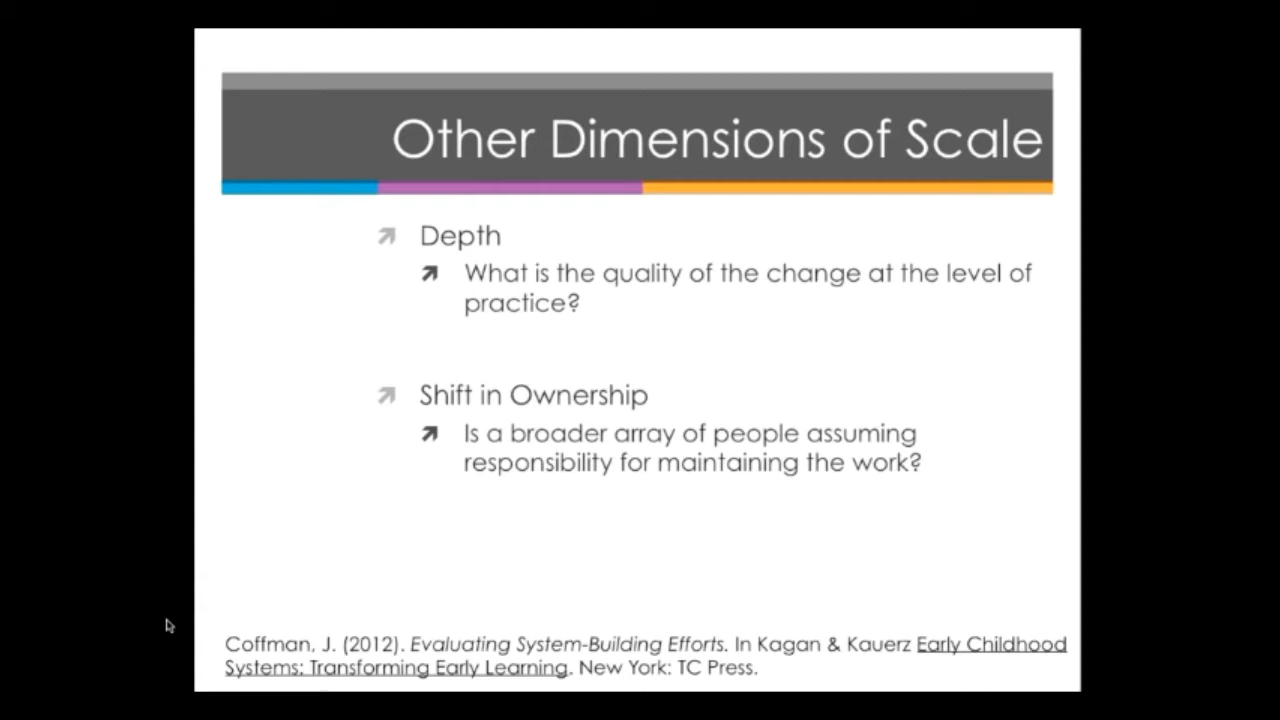 Other Dimensions of Scale
Depth
What is the quality of the change at the level of
practice?
Shift in Ownership
Is a broader array of people assuming
responsibility for maintaining the work?
Coffman, J. (2012). Evaluating System-Building Efforts. In Kagan & Kauerz Early Childhood
Systems: Transforming Early Learning. New York: TC Press.